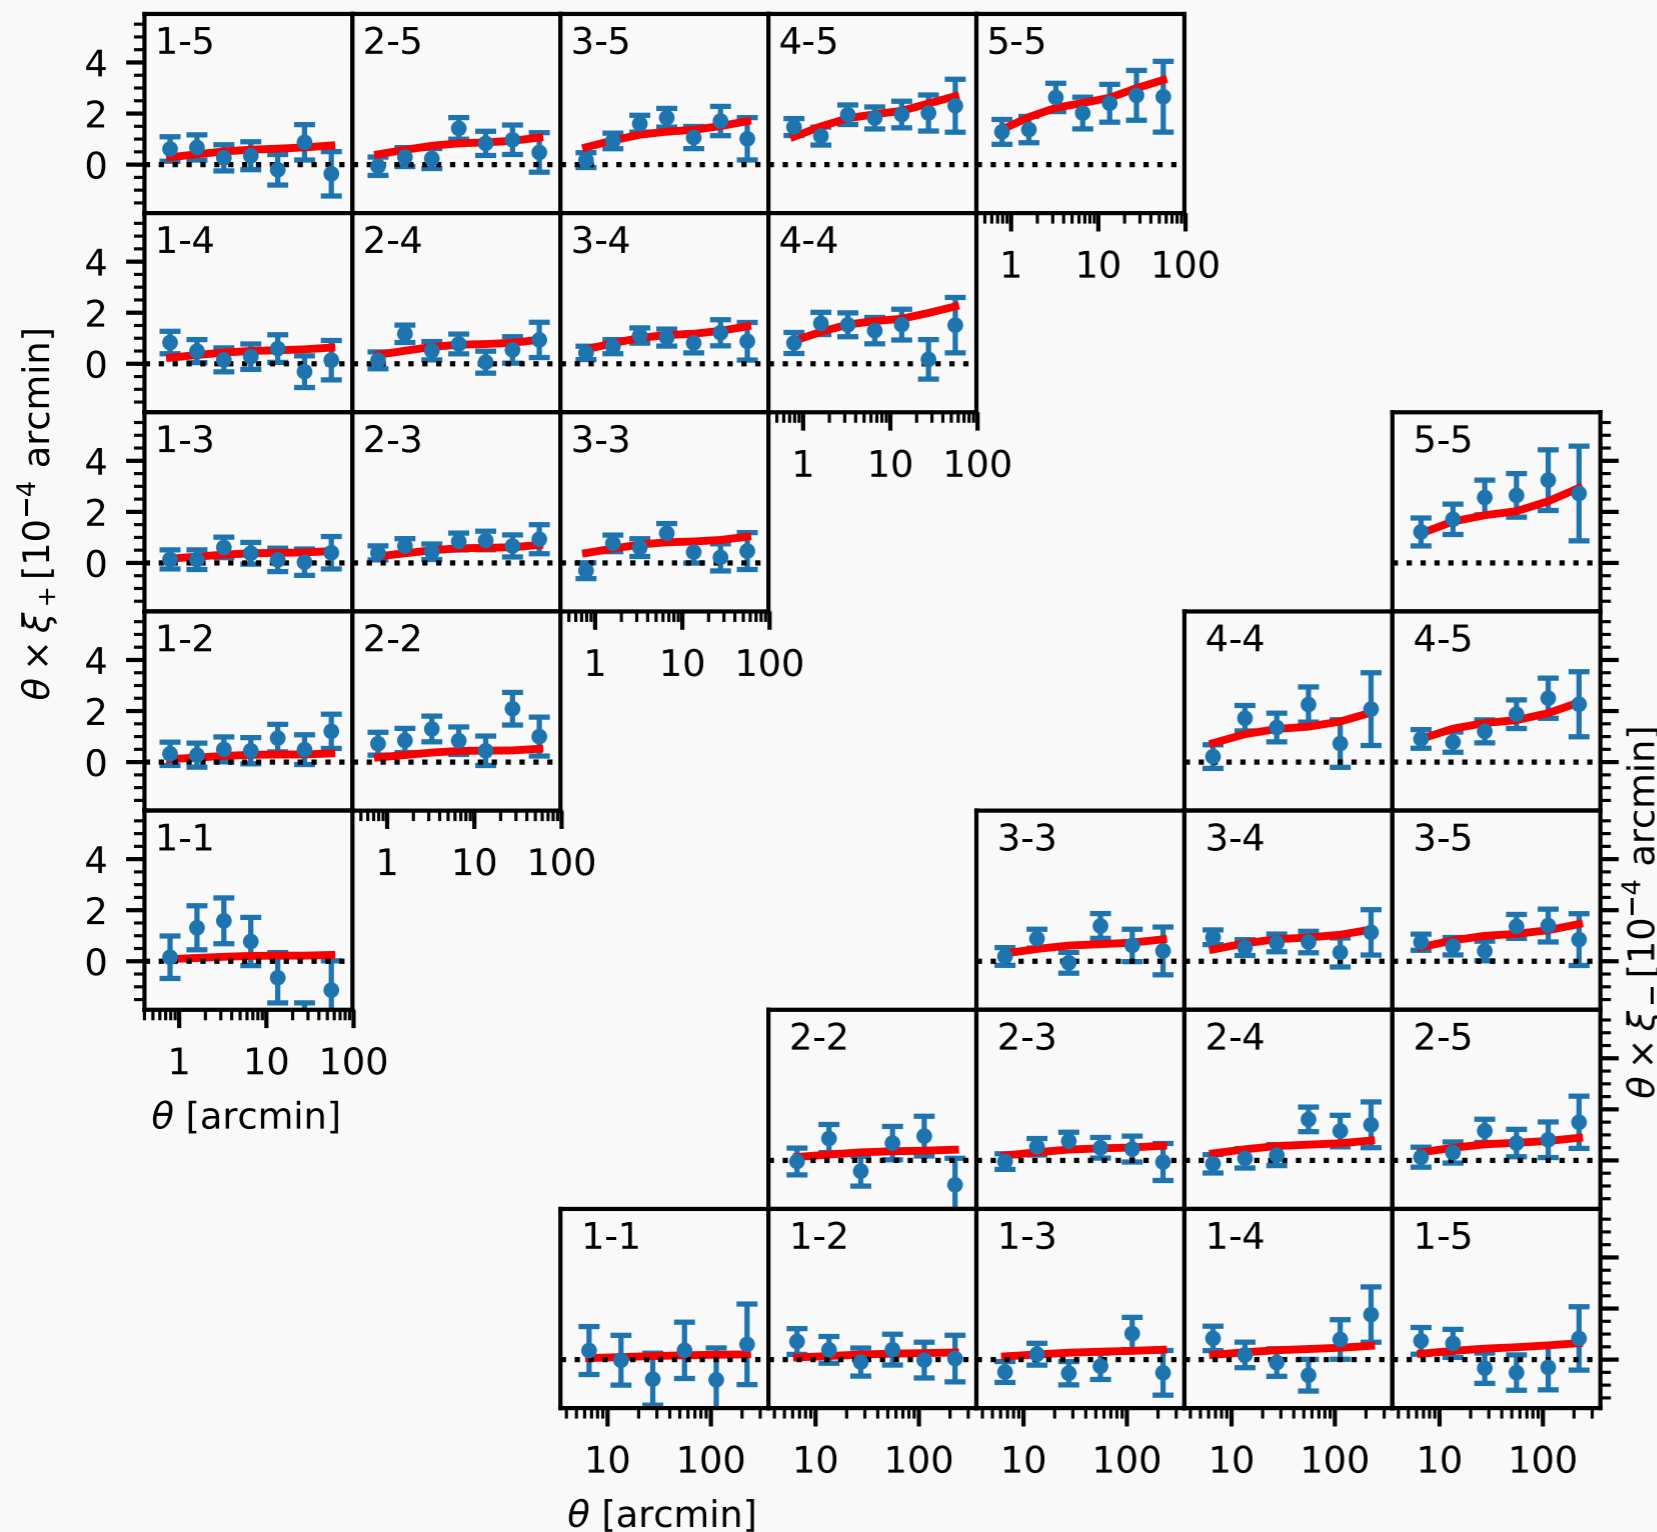 1-5 2-5 3-5 4-5 5-5
4
2
0
1-4 2-4 3-4 4-4
1 10 100
4
2
0
1-3 2-3 3-3
1 10 100
5-5
4
2
0
1-2 2-2
1 10 100
4-4 4-5
4
2
0
1-1
1 10 100
3-3 3-4 3-5
4
2
0
1 10 100
θ [arcmin]
θ × ξ₊ [10⁻⁴ arcmin]
2-2 2-3 2-4 2-5
1-1 1-2 1-3 1-4 1-5
10 100 10 100 10 100 10 100 10 100
θ [arcmin]
θ × ξ₋ [10⁻⁴ arcmin]